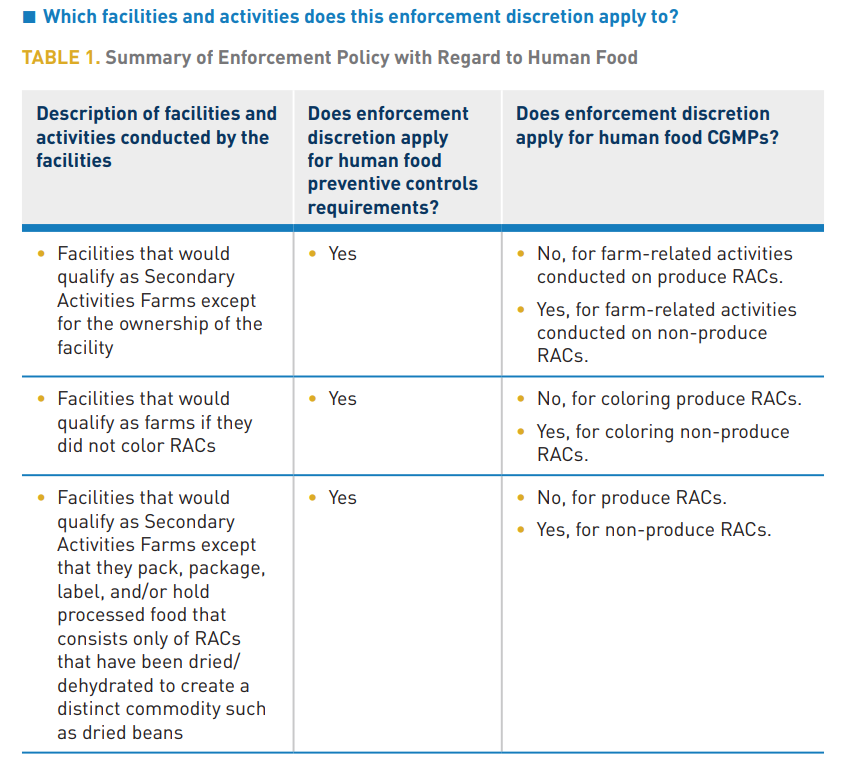 ■ Which facilities and activities does this enforcement discretion apply to?
TABLE 1. Summary of Enforcement Policy with Regard to Human Food
Description of facilities and
activities conducted by the
facilities
Does enforcement
discretion apply
for human food
preventive controls
requirements?
Does enforcement discretion
apply for human food CGMPs?
• Facilities that would
qualify as Secondary
Activities Farms except
for the ownership of the
facility
• Yes
• No, for farm-related activities
conducted on produce RACs.
• Yes, for farm-related activities
conducted on non-produce
RACs.
• Facilities that would
qualify as farms if they
did not color RACs
• Yes
• No, for coloring produce RACs.
• Yes, for coloring non-produce
RACs.
• Facilities that would
qualify as Secondary
Activities Farms except
that they pack, package,
label, and/or hold
processed food that
consists only of RACs
that have been dried/
dehydrated to create a
distinct commodity such
as dried beans
• Yes
• No, for produce RACs.
• Yes, for non-produce RACs.